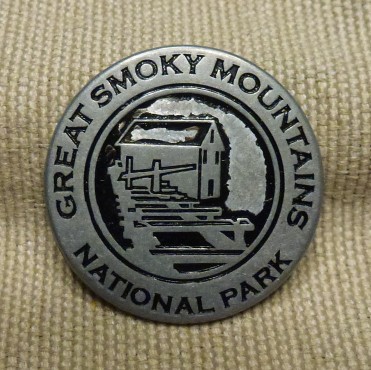 GREAT SMOKY MOUNTAINS
NATIONAL PARK